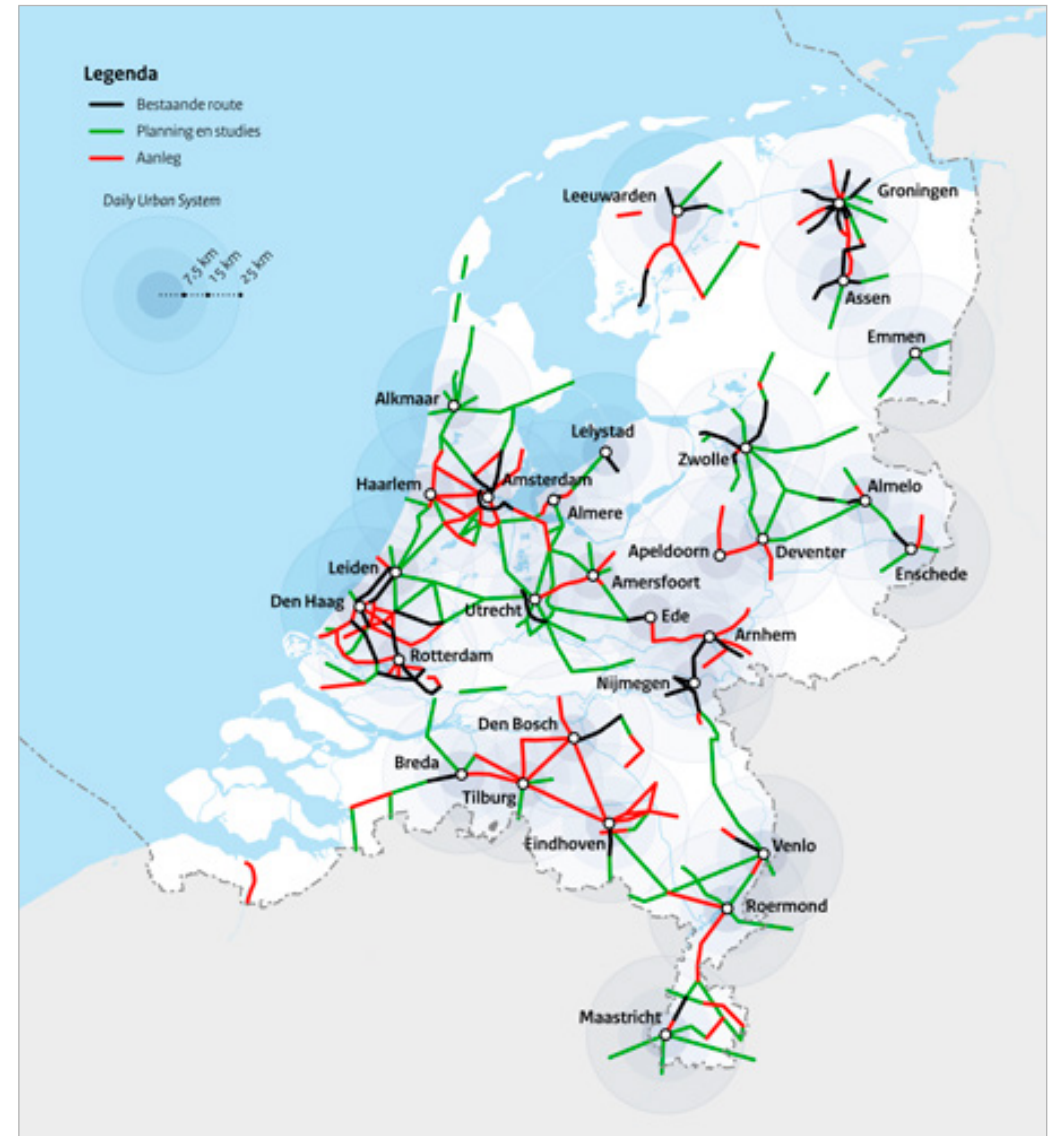 Legenda
Bestaande route
Planning en studies
Aanleg
Daily Urban System
7.5 km
15 km
25 km
Leeuwarden
Groningen
Assen
Emmen
Alkmaar
Lelystad
Zwolle
Haarlem
Amsterdam
Almelo
Almere
Apeldoorn
Deventer
Enschede
Leiden
Amersfoort
Den Haag
Utrecht
Ede
Arnhem
Rotterdam
Nijmegen
Den Bosch
Breda
Tilburg
Eindhoven
Venlo
Roermond
Maastricht